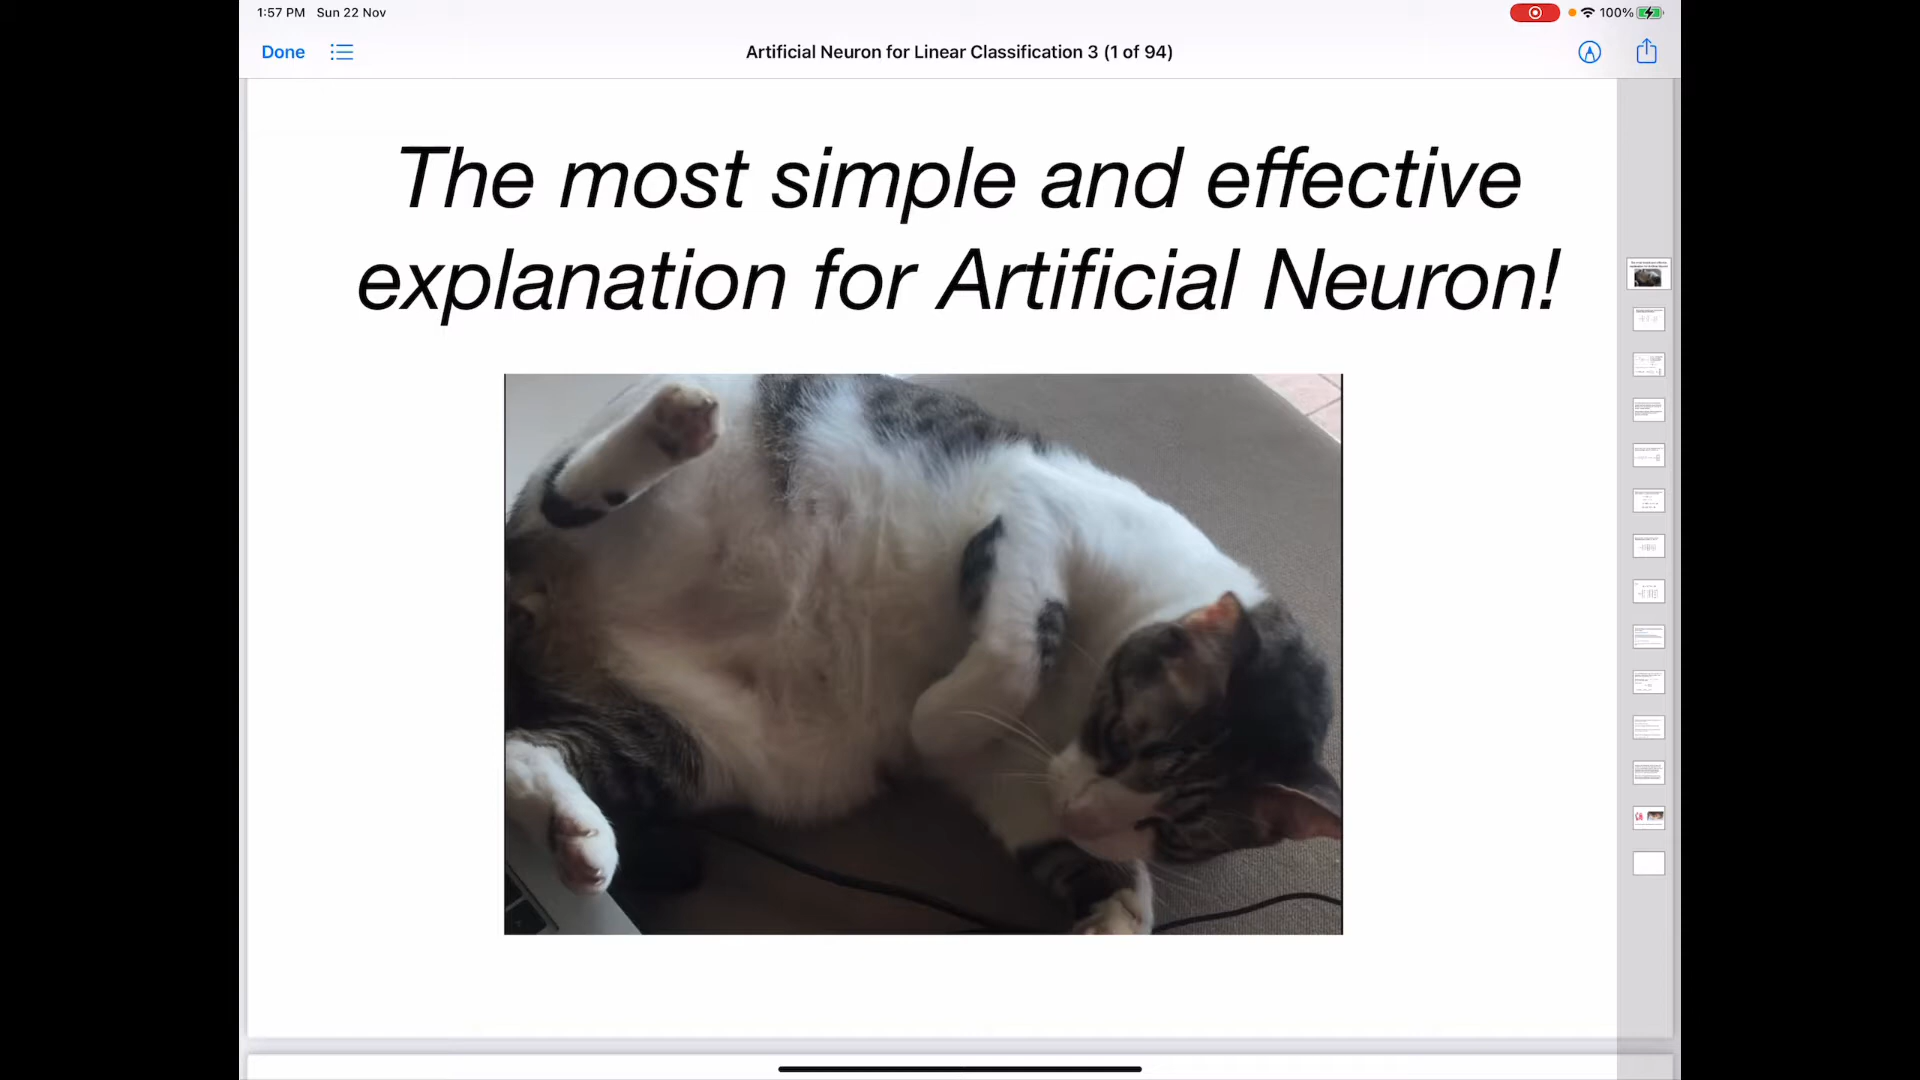 1:57 PM Sun 22 Nov
100%
Done
Artificial Neuron for Linear Classification 3 (1 of 94)
The most simple and effective
explanation for Artificial Neuron!